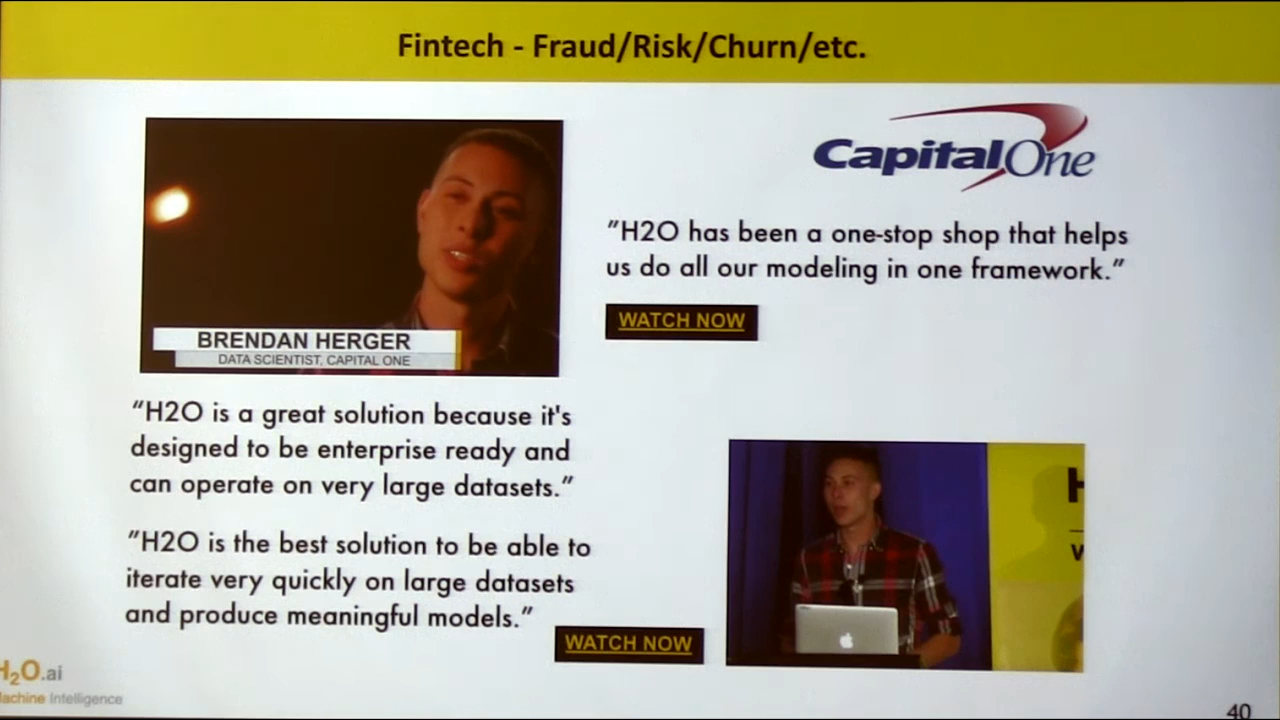 Fintech - Fraud/Risk/Churn/etc.
CapitalOne
"H2O has been a one-stop shop that helps
us do all our modeling in one framework."
WATCH NOW
BRENDAN HERGER
DATA SCIENTIST, CAPITAL ONE
"H2O is a great solution because it's
designed to be enterprise ready and
can operate on very large datasets."
"H2O is the best solution to be able to
iterate very quickly on large datasets
and produce meaningful models."
WATCH NOW
H
W
H2O.ai
Machine Intelligence
40